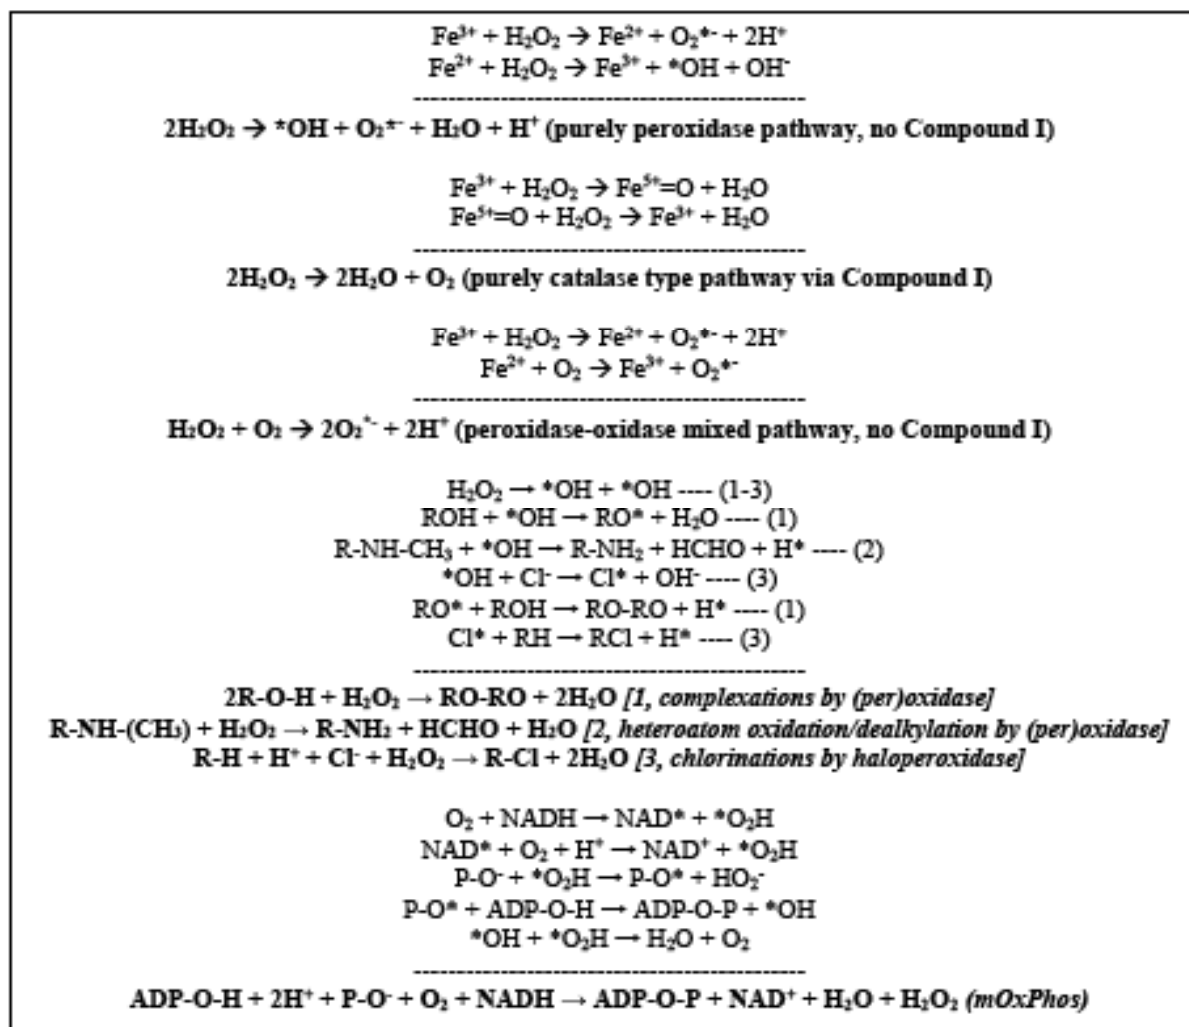 Fe³⁺ + H₂O₂ → Fe²⁺ + O₂*⁻ + 2H⁺
Fe²⁺ + H₂O₂ → Fe³⁺ + *OH + OH⁻
--------------------------------------------
2H₂O₂ → *OH + O₂*⁻ + H₂O + H⁺ (purely peroxidase pathway, no Compound I)
Fe³⁺ + H₂O₂ → Fe⁵⁺=O + H₂O
Fe⁵⁺=O + H₂O₂ → Fe³⁺ + H₂O
--------------------------------------------
2H₂O₂ → 2H₂O + O₂ (purely catalase type pathway via Compound I)
Fe³⁺ + H₂O₂ → Fe²⁺ + O₂*⁻ + 2H⁺
Fe²⁺ + O₂ → Fe³⁺ + O₂*⁻
--------------------------------------------
H₂O₂ + O₂ → 2O₂*⁻ + 2H⁺ (peroxidase-oxidase mixed pathway, no Compound I)
H₂O₂ → *OH + *OH ---- (1-3)
ROH + *OH → RO* + H₂O ---- (1)
R-NH-CH₃ + *OH → R-NH₂ + HCHO + H* ---- (2)
*OH + Cl⁻ → Cl* + OH⁻ ---- (3)
RO* + ROH → RO-RO + H* ---- (1)
Cl* + RH → RCl + H* ---- (3)
--------------------------------------------
2R-O-H + H₂O₂ → RO-RO + 2H₂O [1, complexations by (per)oxidase]
R-NH-(CH₃) + H₂O₂ → R-NH₂ + HCHO + H₂O [2, heteroatom oxidation/dealkylation by (per)oxidase]
R-H + H⁺ + Cl⁻ + H₂O₂ → R-Cl + 2H₂O [3, chlorinations by haloperoxidase]
O₂ + NADH → NAD* + *O₂H
NAD* + O₂ + H⁺ → NAD⁺ + *O₂H
P-O⁻ + *O₂H → P-O* + HO₂⁻
P-O* + ADP-O-H → ADP-O-P + *OH
*OH + *O₂H → H₂O + O₂
--------------------------------------------
ADP-O-H + 2H⁺ + P-O⁻ + O₂ + NADH → ADP-O-P + NAD⁺ + H₂O + H₂O₂ (mOxPhos)